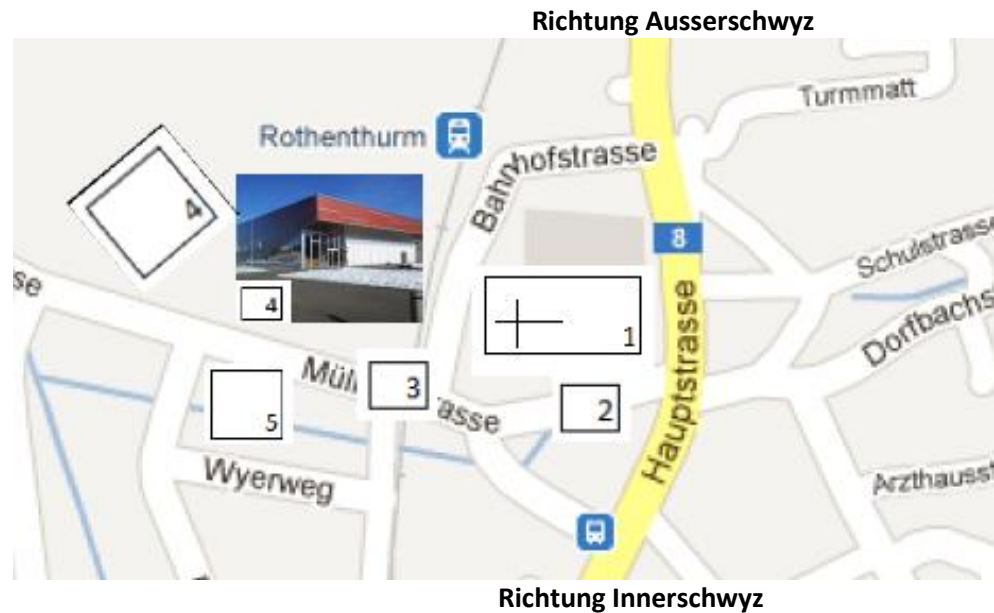 Richtung Ausserschwyz
Turmmatt
Rothenthurm
Bahnhofstrasse
4
8
Schulstrasse
se
4
1
Hauptstrasse
Dorfbachs
Mül
3
asse
2
5
Wyerweg
Arzthausst
Richtung Innerschwyz